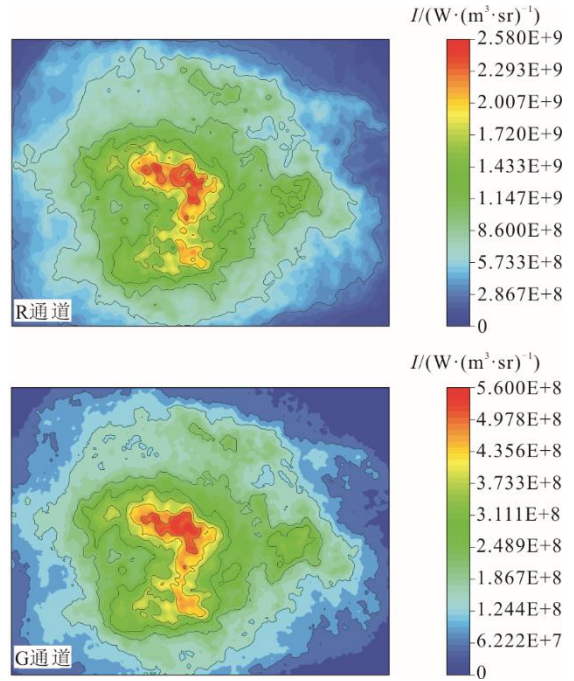 I/(W·(m³·sr)⁻¹)
2.580E+9
2.293E+9
2.007E+9
1.720E+9
1.433E+9
1.147E+9
8.600E+8
5.733E+8
2.867E+8
0
R通道
I/(W·(m³·sr)⁻¹)
5.600E+8
4.978E+8
4.356E+8
3.111E+8
2.489E+8
1.867E+8
1.244E+8
6.222E+7
0
G通道